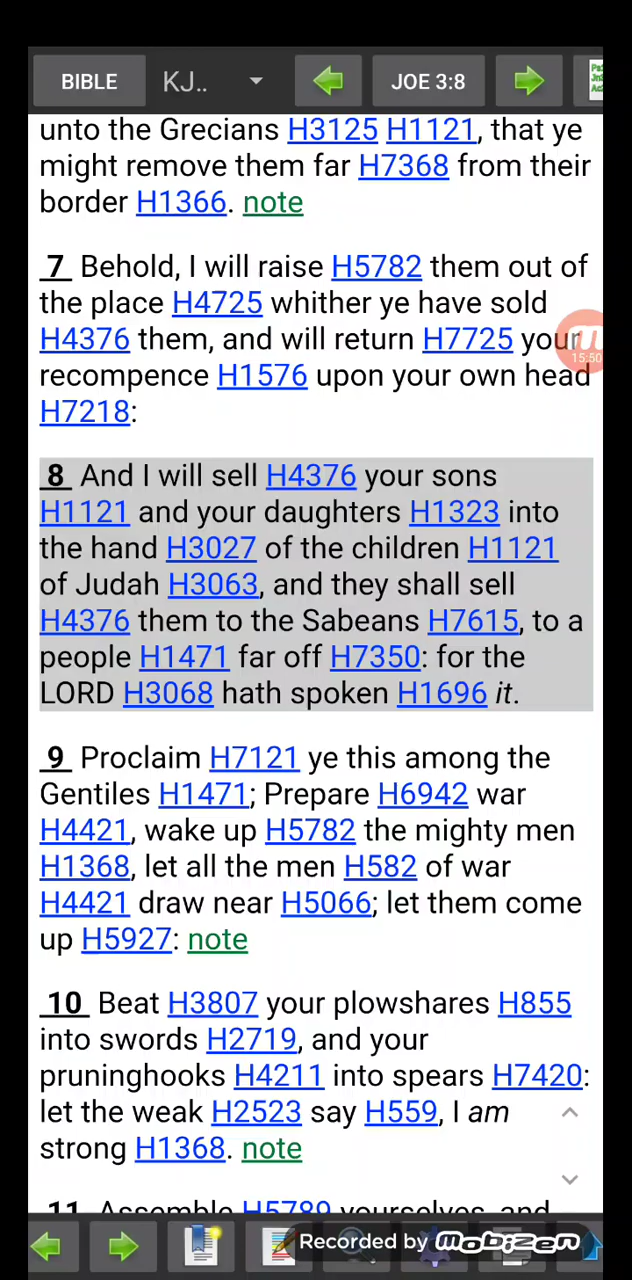 BIBLE KJ.. JOE 3:8
unto the Grecians H3125 H1121, that ye
might remove them far H7368 from their
border H1366. note
7 Behold, I will raise H5782 them out of
the place H4725 whither ye have sold
H4376 them, and will return H7725 your
15:50
recompence H1576 upon your own head
H7218:
8 And I will sell H4376 your sons
H1121 and your daughters H1323 into
the hand H3027 of the children H1121
of Judah H3063, and they shall sell
H4376 them to the Sabeans H7615, to a
people H1471 far off H7350: for the
LORD H3068 hath spoken H1696 it.
9 Proclaim H7121 ye this among the
Gentiles H1471; Prepare H6942 war
H4421, wake up H5782 the mighty men
H1368, let all the men H582 of war
H4421 draw near H5066; let them come
up H5927: note
10 Beat H3807 your plowshares H855
into swords H2719, and your
pruninghooks H4211 into spears H7420:
let the weak H2523 say H559, I am
strong H1368. note
11 Assemble H5789 yourselves, and
Recorded by mobizen